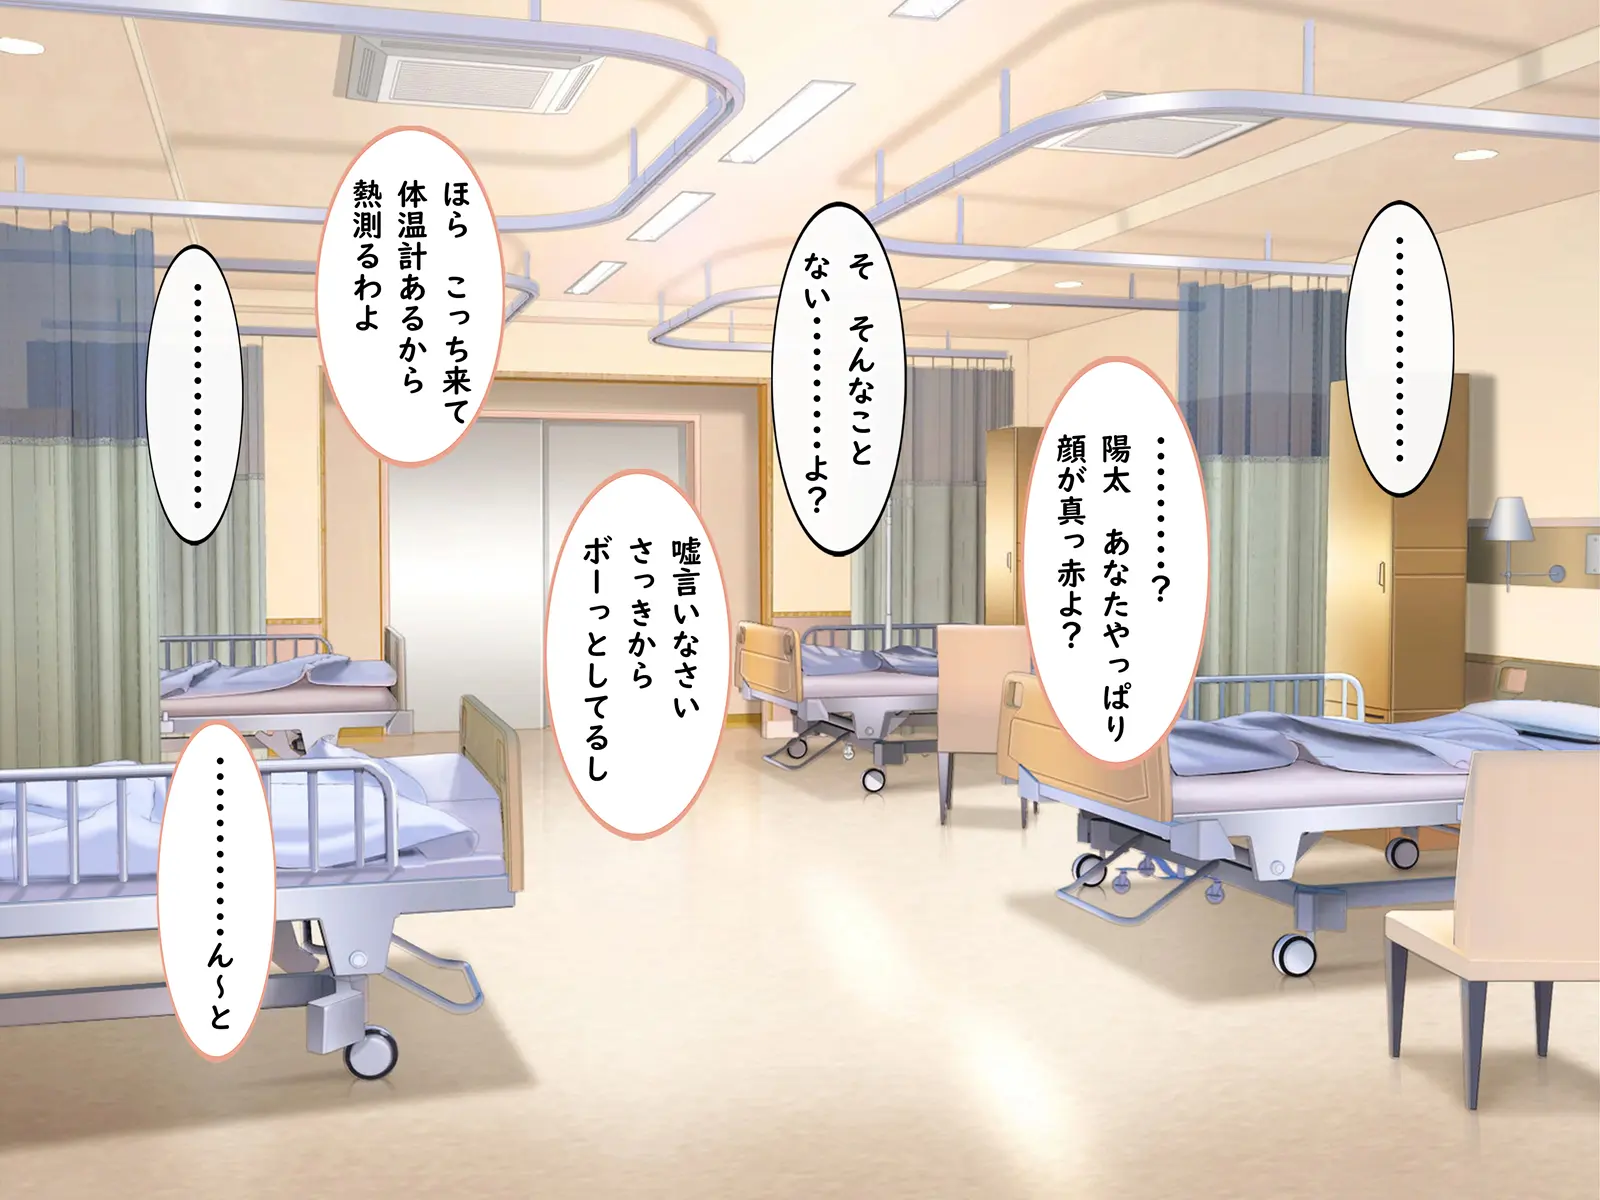 ………………
…………？
陽太　あなたやっぱり
顔が真っ赤よ？
そ　そんなこと
ない…………よ？
嘘言いなさい
さっきから
ボーっとしてるし
ほら　こっち来て
体温計あるから
熱測るわよ
………………
……………ん～と